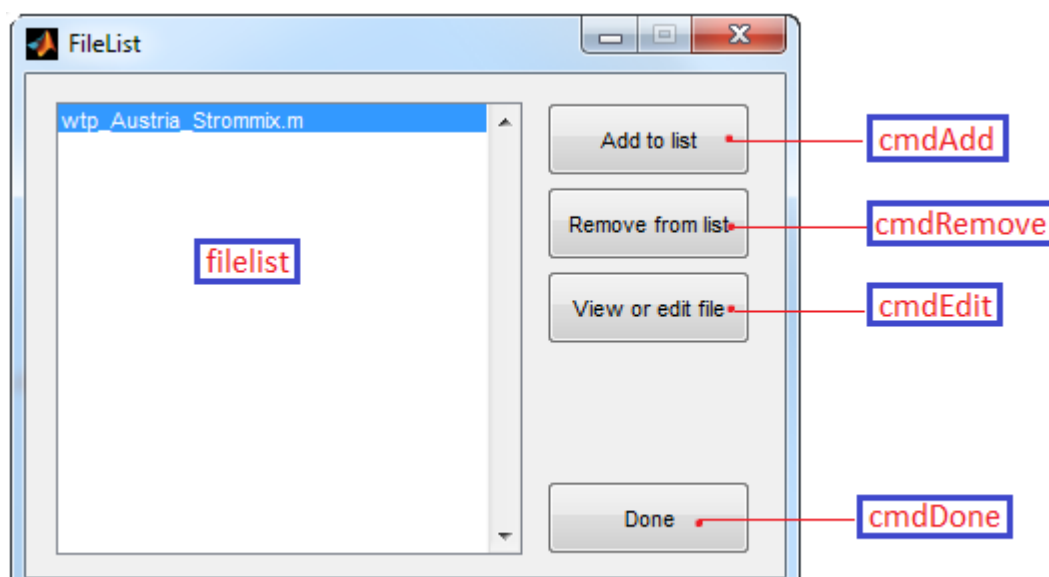 FileList
wtp_Austria_Strommix.m
filelist
Add to list
cmdAdd
Remove from list
cmdRemove
View or edit file
cmdEdit
Done
cmdDone